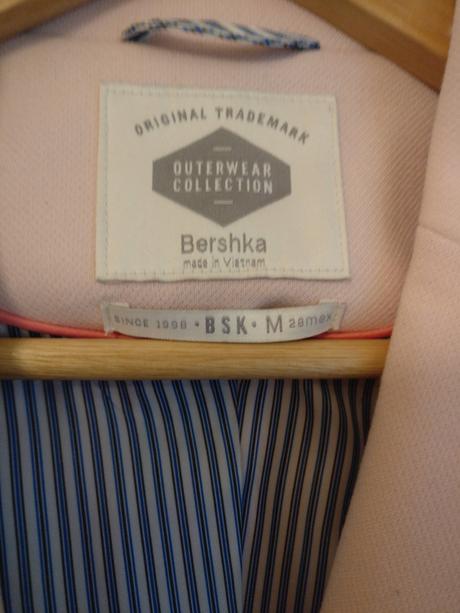 ORIGINAL TRADEMARK
OUTERWEAR
COLLECTION
Bershka
made in Vietnam
SINCE 1998 • BSK • M 28mex